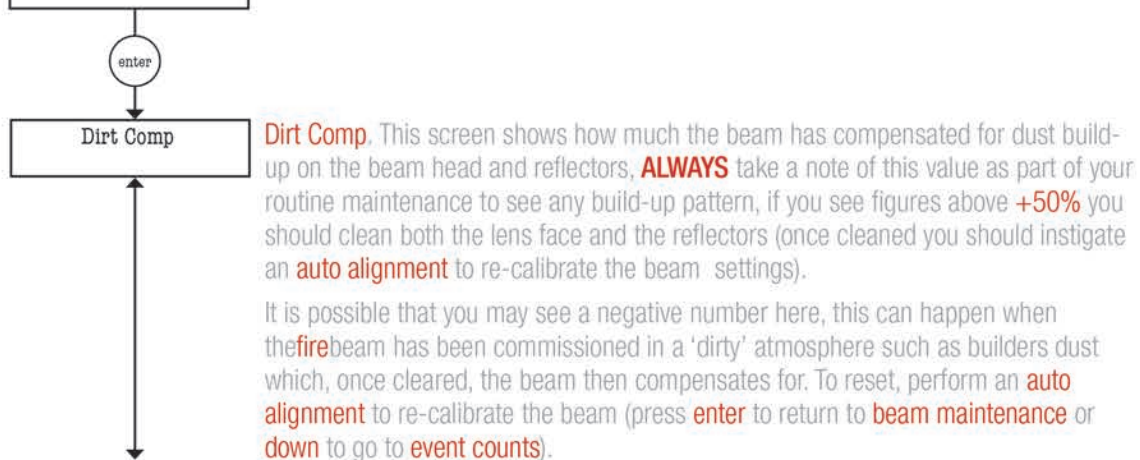 enter
Dirt Comp
Dirt Comp. This screen shows how much the beam has compensated for dust build-
up on the beam head and reflectors, ALWAYS take a note of this value as part of your
routine maintenance to see any build-up pattern, if you see figures above +50% you
should clean both the lens face and the reflectors (once cleaned you should instigate
an auto alignment to re-calibrate the beam settings).
It is possible that you may see a negative number here, this can happen when
thefirebeam has been commissioned in a ‘dirty’ atmosphere such as builders dust
which, once cleared, the beam then compensates for. To reset, perform an auto
alignment to re-calibrate the beam (press enter to return to beam maintenance or
down to go to event counts).